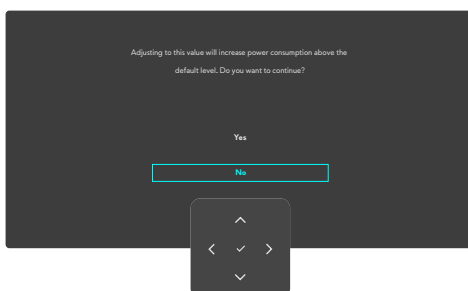 Adjusting to this value will increase power consumption above the
default level. Do you want to continue?
Yes
No